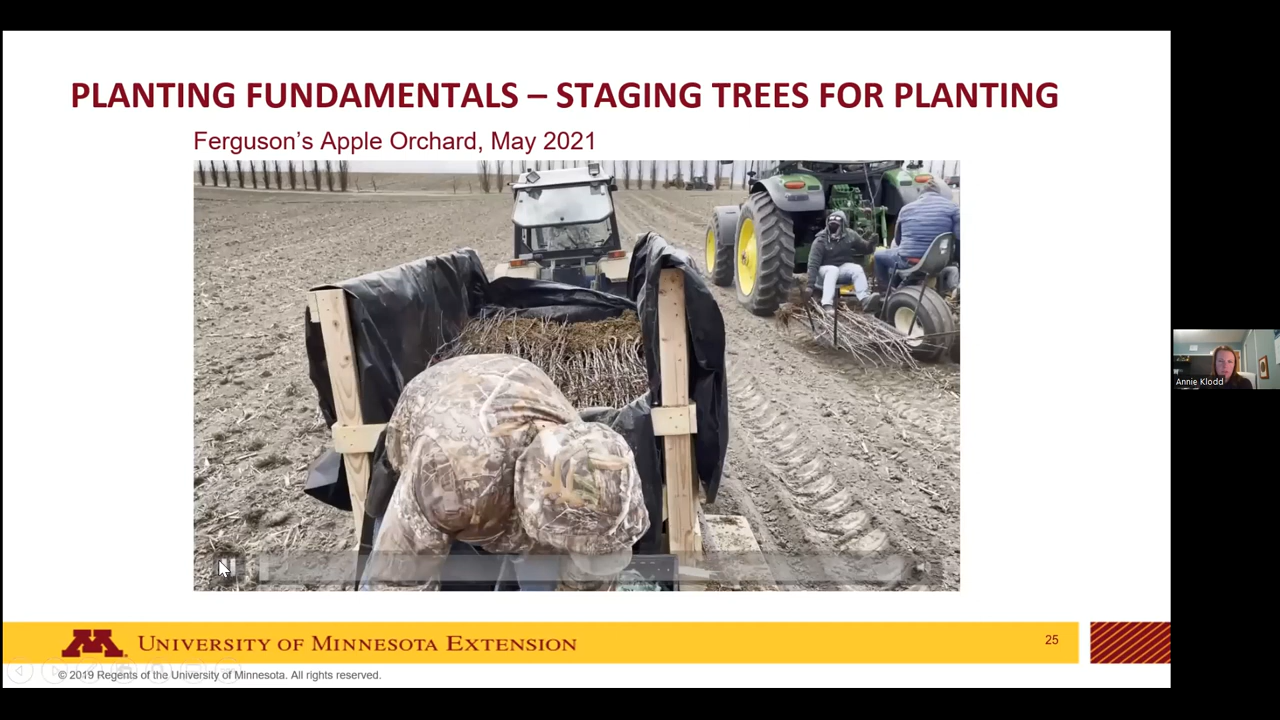 PLANTING FUNDAMENTALS – STAGING TREES FOR PLANTING
Ferguson's Apple Orchard, May 2021
Annie Klodd
UNIVERSITY OF MINNESOTA EXTENSION
25
© 2019 Regents of the University of Minnesota. All rights reserved.